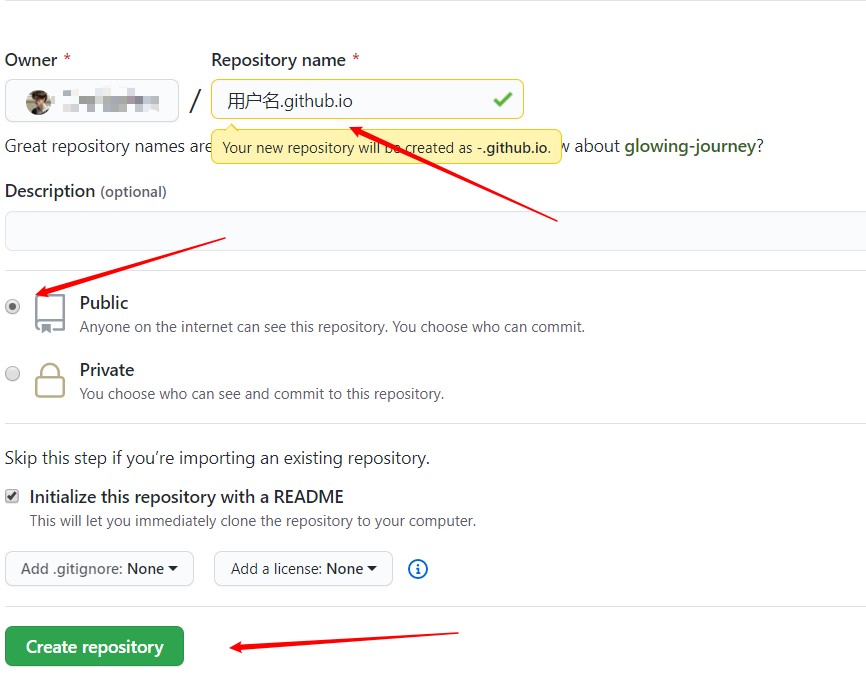 Owner * Repository name *
/ 用户名.github.io
Great repository names are
Your new repository will be created as -.github.io.
about glowing-journey?
Description (optional)
Public
Anyone on the internet can see this repository. You choose who can commit.
Private
You choose who can see and commit to this repository.
Skip this step if you’re importing an existing repository.
Initialize this repository with a README
This will let you immediately clone the repository to your computer.
Add .gitignore: None Add a license: None
Create repository